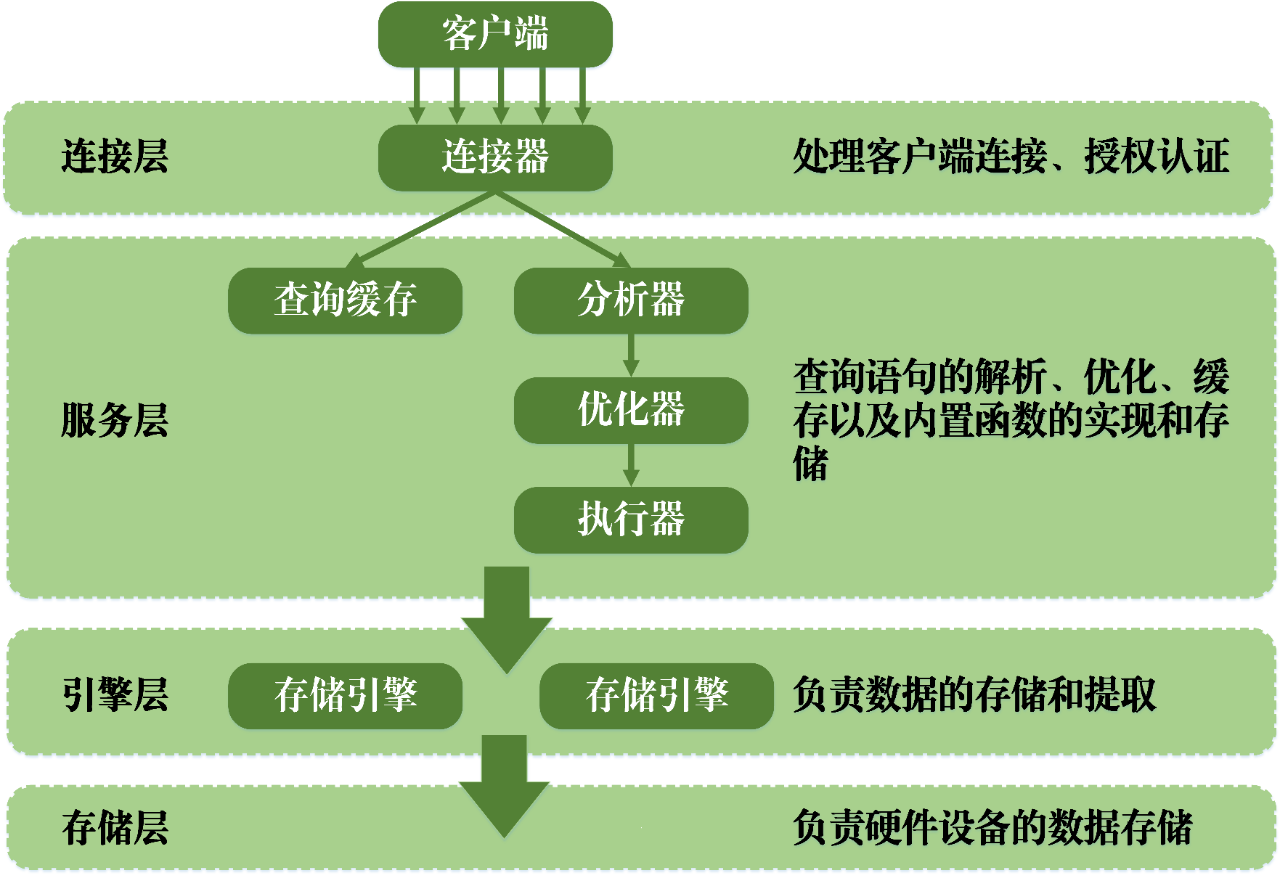 客户端
连接层
连接器
处理客户端连接、授权认证
查询缓存
分析器
优化器
执行器
服务层
查询语句的解析、优化、缓
存以及内置函数的实现和存
储
引擎层
存储引擎
存储引擎
负责数据的存储和提取
存储层
负责硬件设备的数据存储